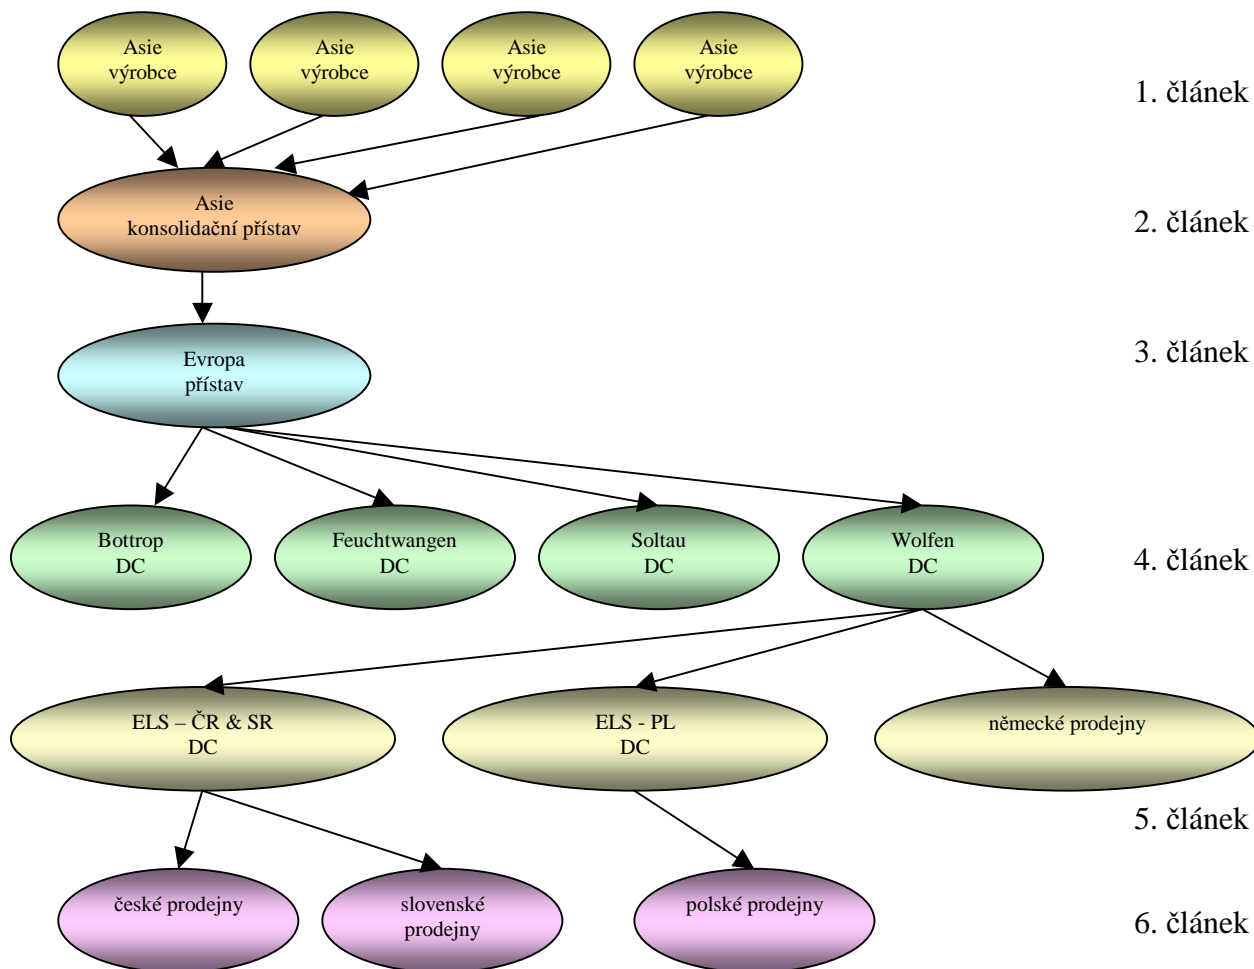 Asie
výrobce
Asie
výrobce
Asie
výrobce
Asie
výrobce
1. článek
Asie
konsolidační přístav
2. článek
Evropa
přístav
3. článek
Bottrop
DC
Feuchtwangen
DC
Soltau
DC
Wolfen
DC
4. článek
ELS – ČR & SR
DC
ELS - PL
DC
německé prodejny
5. článek
české prodejny
slovenské
prodejny
polské prodejny
6. článek